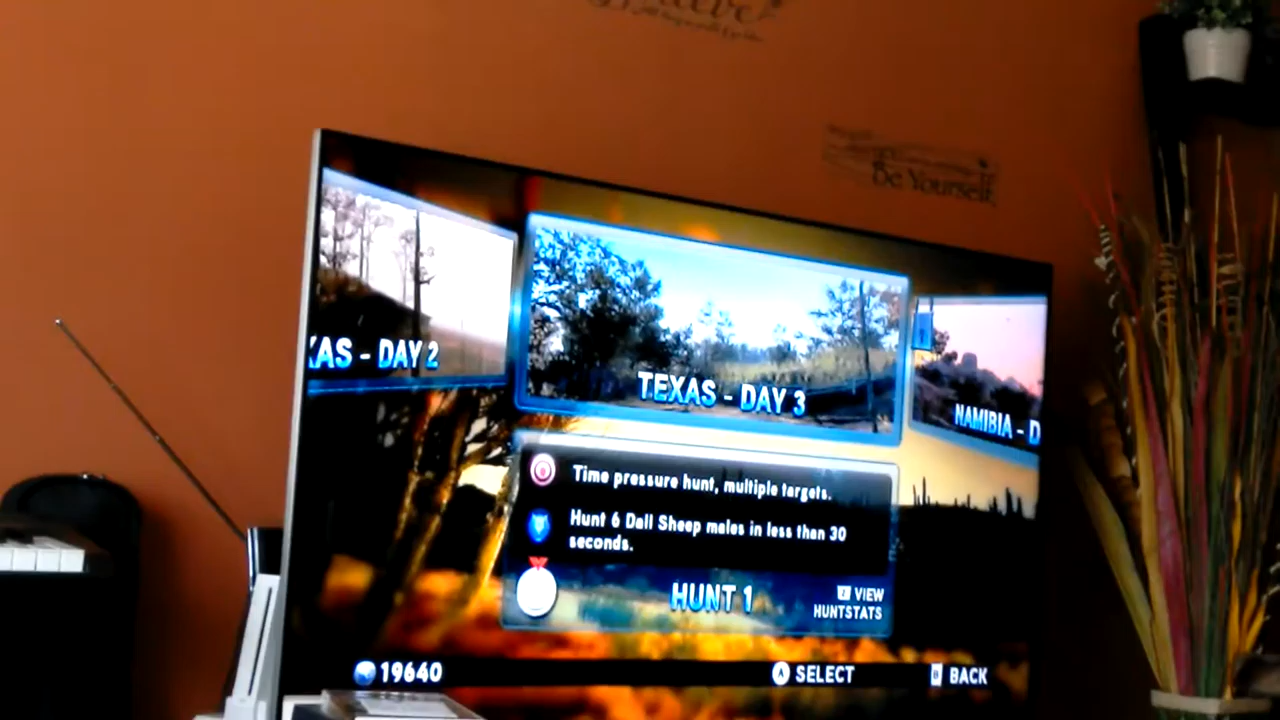 Be Yourself
KAS - DAY 2
TEXAS - DAY 3
NAMIBIA - D
Time pressure hunt, multiple targets.
Hunt 6 Dall Sheep males in less than 30
seconds.
HUNT 1
VIEW
HUNTSTATS
19640
A SELECT
B BACK